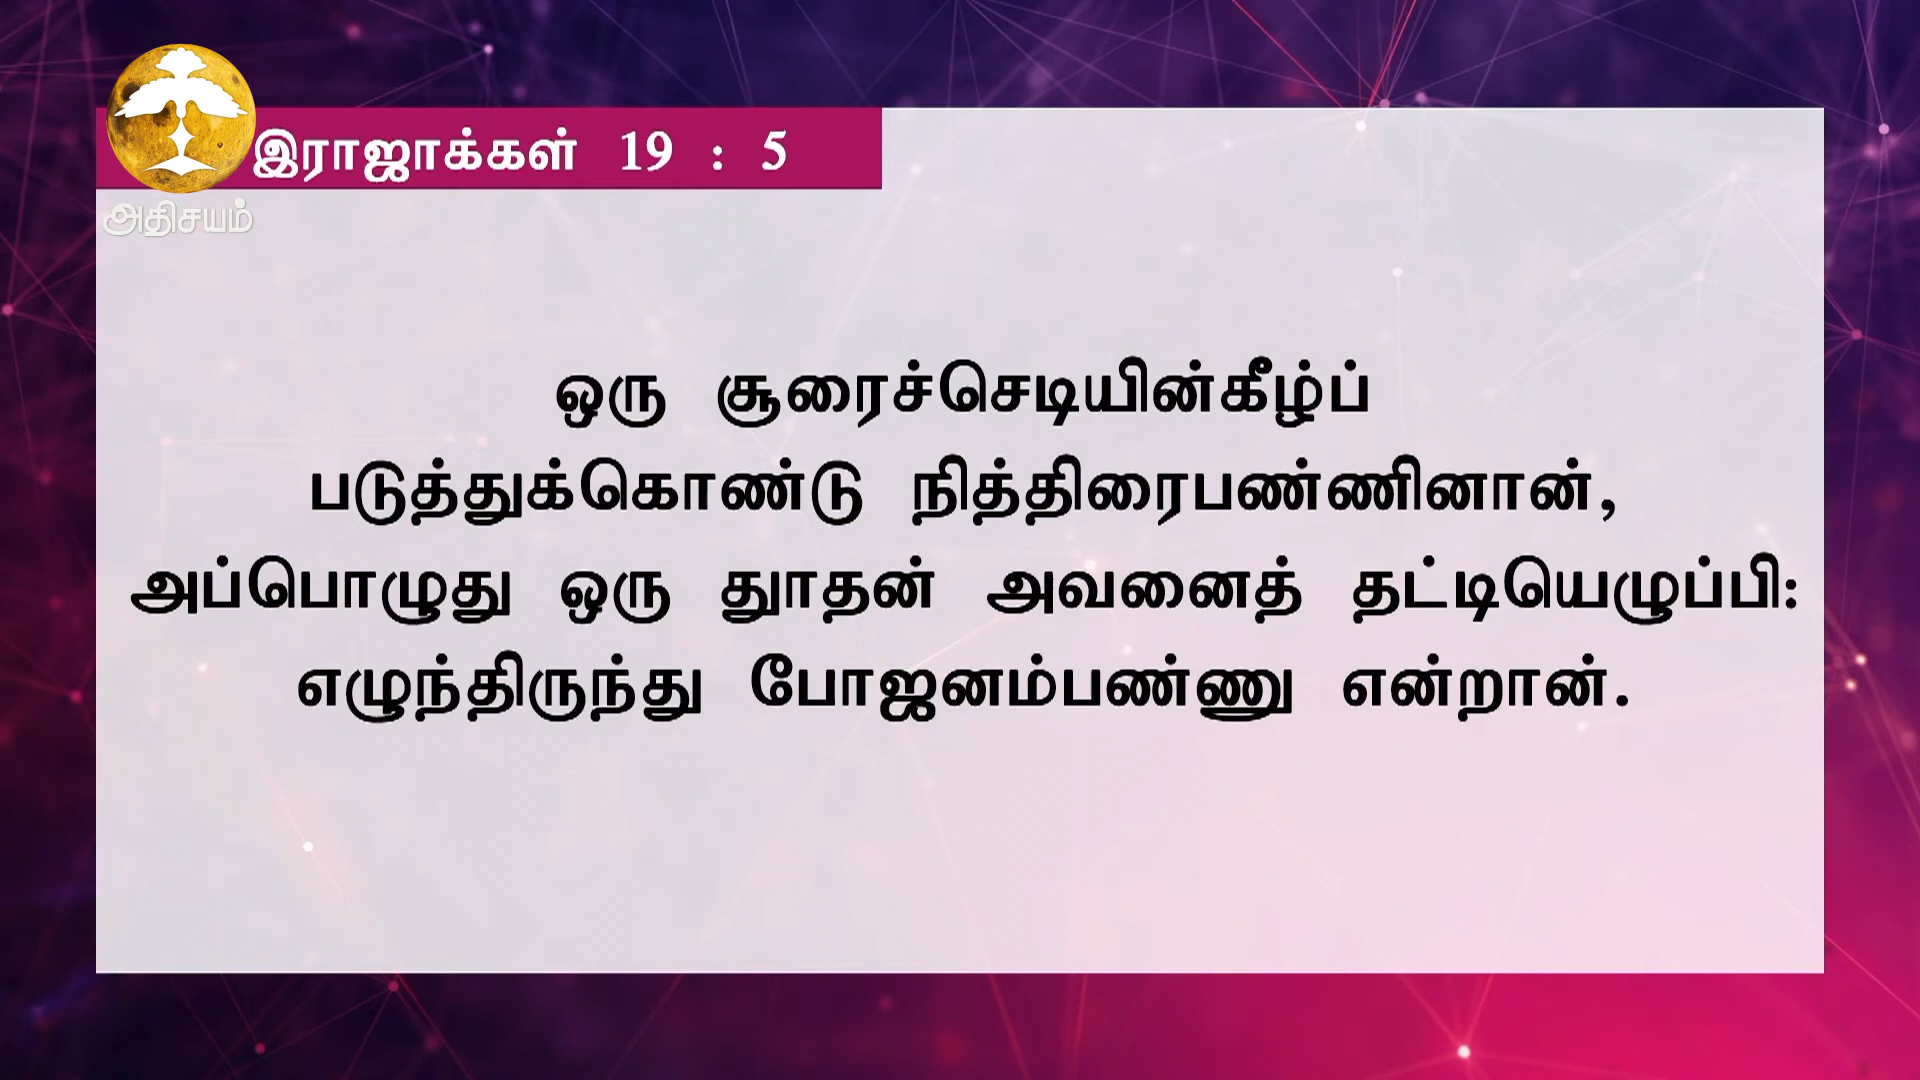 இராஜாக்கள் 19 : 5
அதிசயம்
ஒரு சூரைச்செடியின்கீழ்ப்
படுத்துக்கொண்டு நித்திரைபண்ணினான்,
அப்பொழுது ஒரு தூதன் அவனைத் தட்டியெழுப்பி:
எழுந்திருந்து போஜனம்பண்ணு என்றான்.